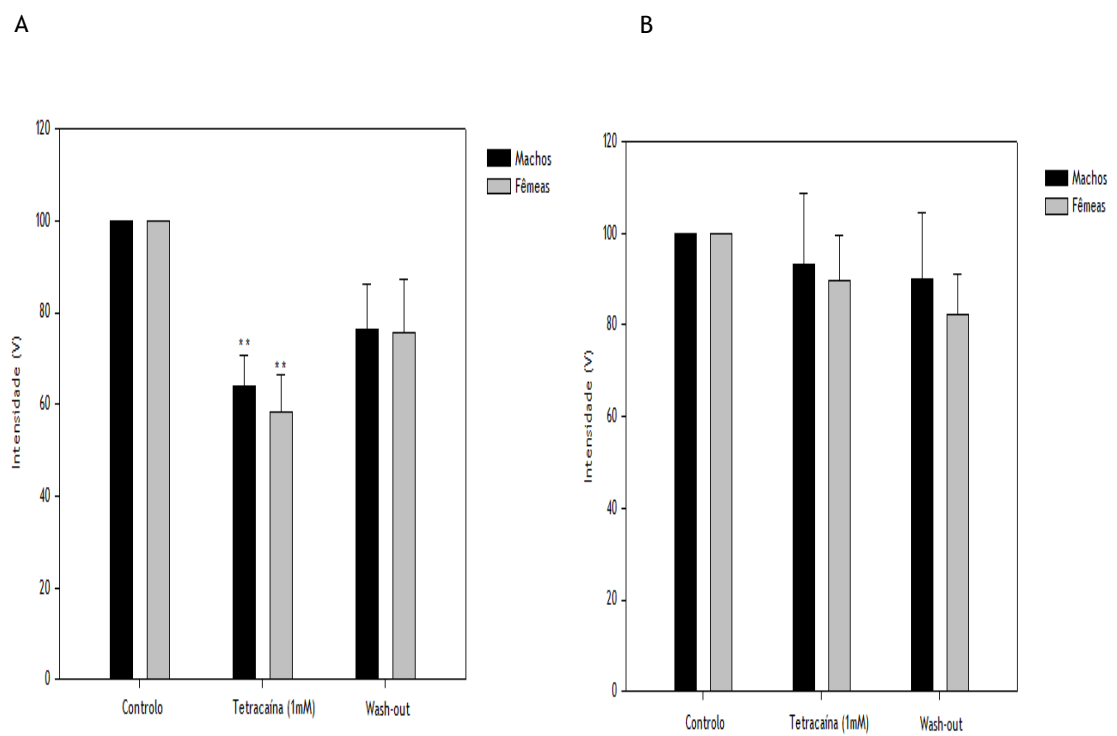 A
B
120
100
80
60
40
20
0
Intensidade (V)
**
**
Controlo
Tetracaína (1mM)
Wash-out
Machos
Fêmeas
120
100
80
60
40
20
0
Intensidade (V)
Controlo
Tetracaína (1mM)
Wash-out
Machos
Fêmeas